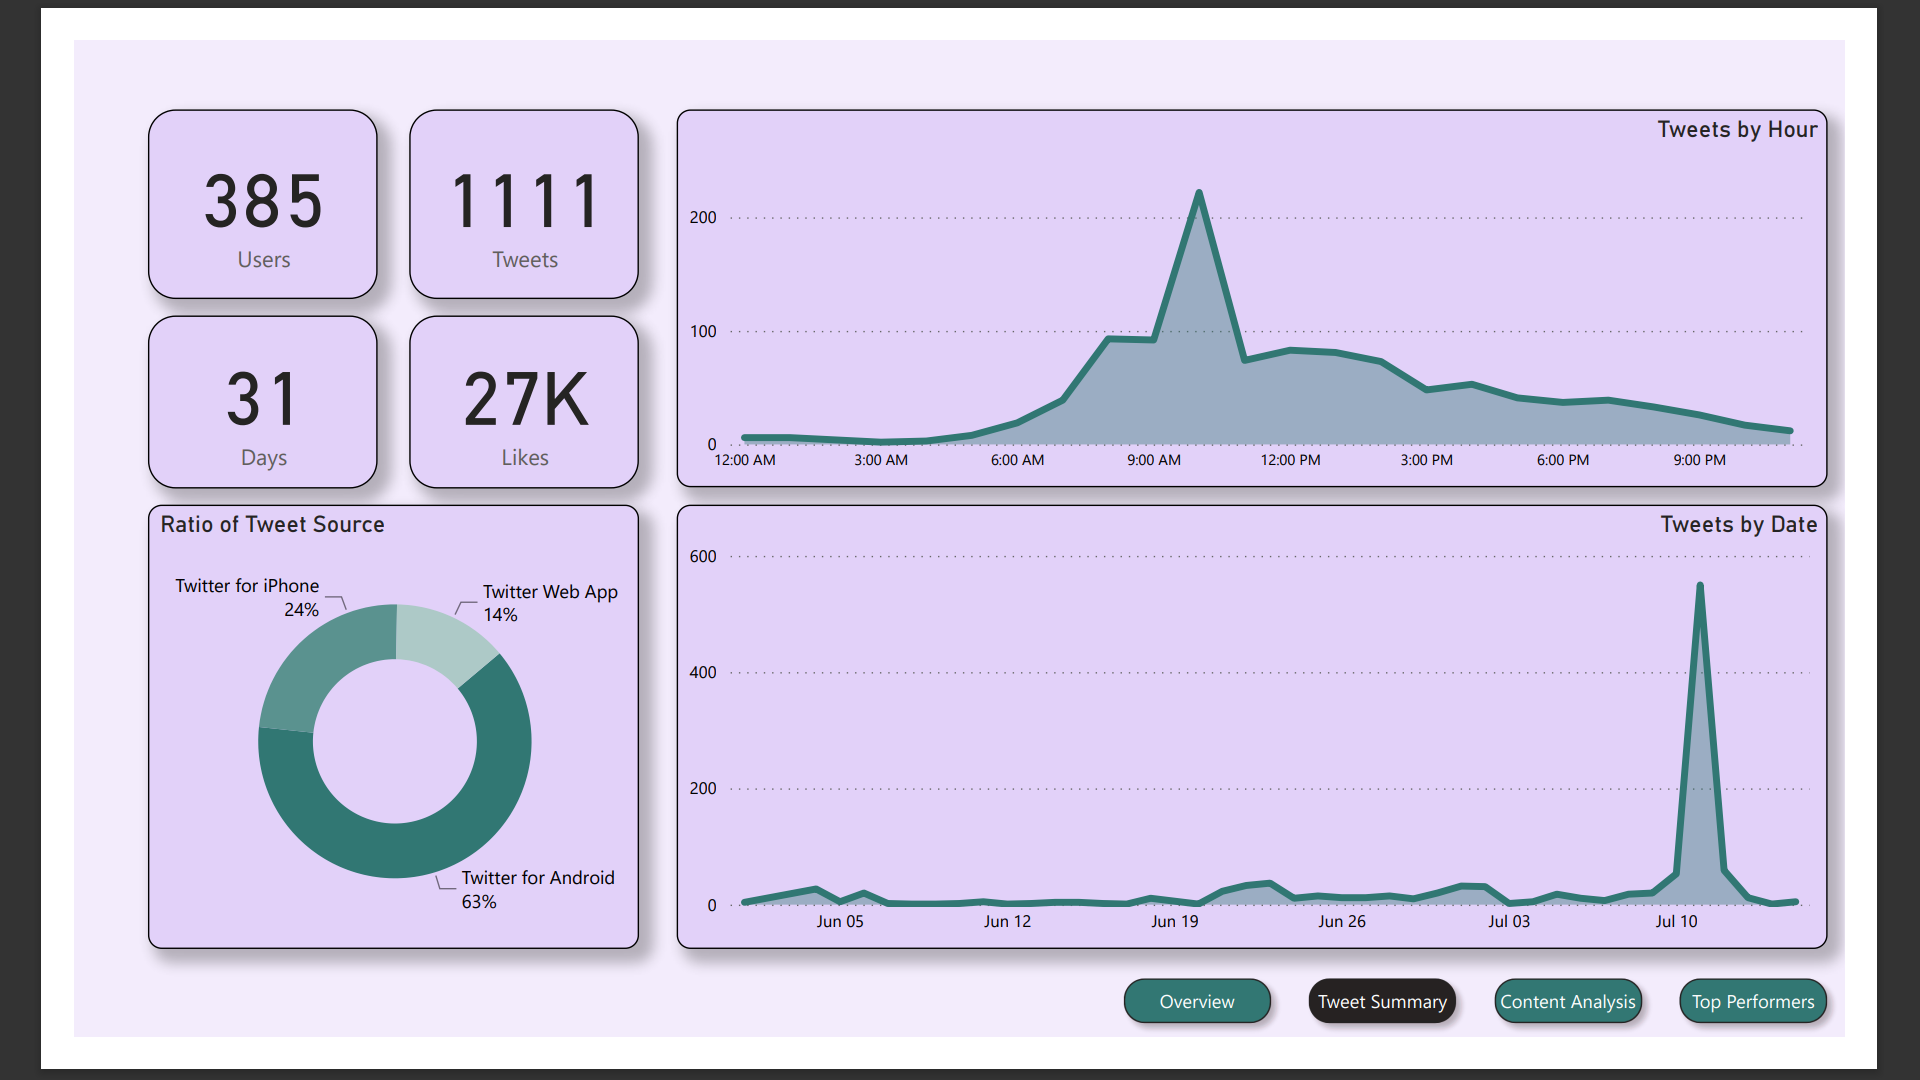 385
Users
1111
Tweets
31
Days
27K
Likes
Tweets by Hour
200
100
0
12:00 AM 3:00 AM 6:00 AM 9:00 AM 12:00 PM 3:00 PM 6:00 PM 9:00 PM
Ratio of Tweet Source
Twitter for iPhone
24%
Twitter Web App
14%
Twitter for Android
63%
Tweets by Date
600
400
200
0
Jun 05 Jun 12 Jun 19 Jun 26 Jul 03 Jul 10
Overview
Tweet Summary
Content Analysis
Top Performers